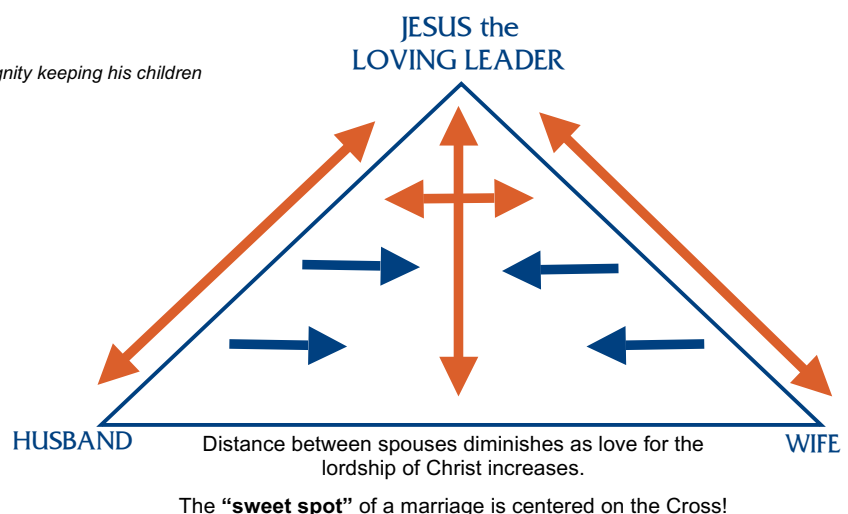 JESUS the
LOVING LEADER
keeping his children
HUSBAND
WIFE
Distance between spouses diminishes as love for the
lordship of Christ increases.
The “sweet spot” of a marriage is centered on the Cross!